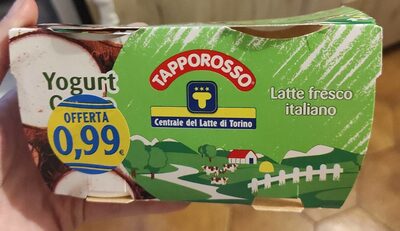 Yogurt
OFFERTA
0,99€
TAPPOROSSO®
T
Centrale del Latte di Torino
Latte fresco
italiano